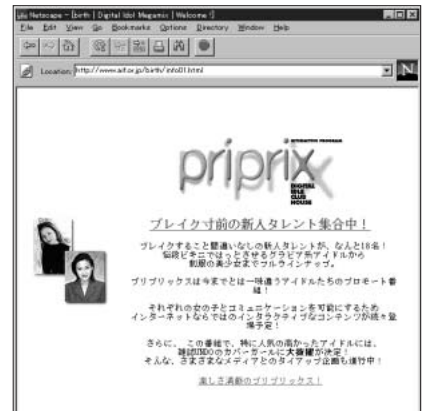 Netscape - [birth | Digital Idol Megamix | Welcome !]
File Edit View Go Bookmarks Options Directory Window Help
Location: http://www.aif.or.jp/birth/info01.html
N
INTERACTIVE PROGRAM
priprix
DIGITAL
IDLE
CLUB
HOUSE
ブレイク寸前の新人タレント集合中！
ブレイクすること間違いなしの新人タレントが、なんと18名！
でほっとさせるグラビア系アイドルから
制服の美少女までフルラインナップ。
プリプリックスは今までとは一味違うアイドルたちのプロモート番
組！
それぞれの女の子とコミュニケーションを可能にするため
インターネットならではのインタラクティブなコンテンツが続々登
場予定！
さらに、この番組で、特に人気の高かったアイドルには、
雑誌UNDOのカバーガールに大抜擢が決定！
そんな、さまざまなメディアとのタイアップ企画も進行中！
楽しさ満載のプリプリックス！